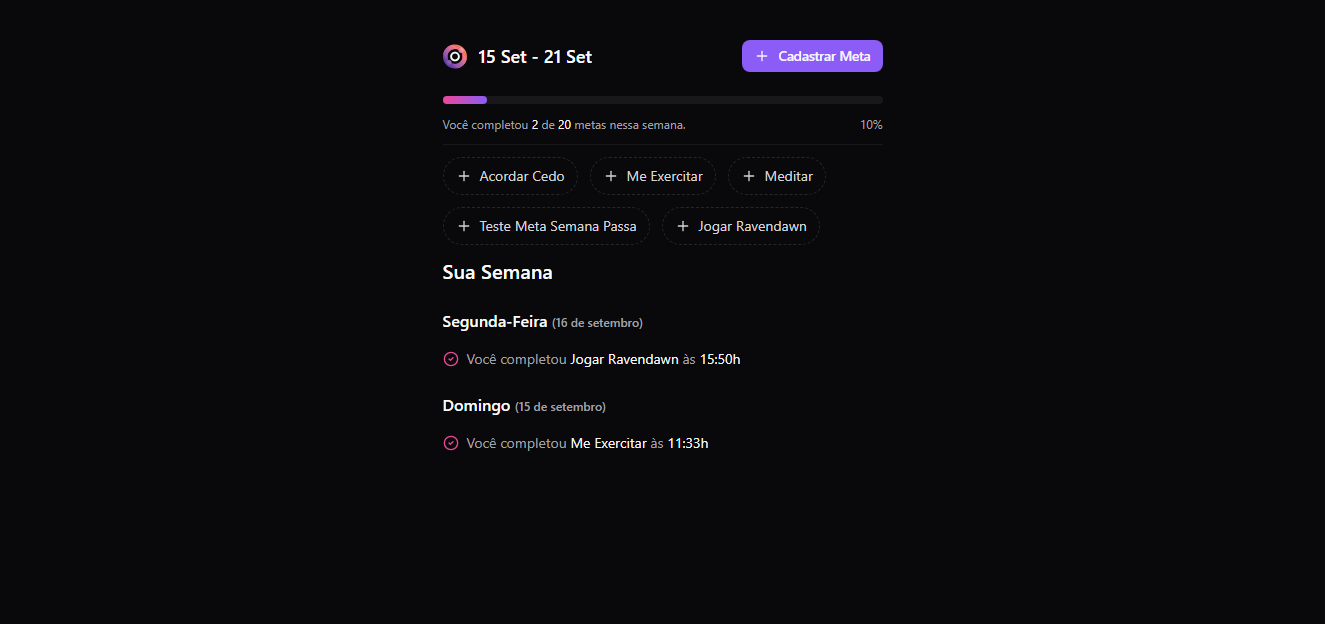 15 Set - 21 Set
Cadastrar Meta
Você completou 2 de 20 metas nessa semana. 10%
Acordar Cedo Me Exercitar Meditar
Teste Meta Semana Passa Jogar Ravendawn
Sua Semana
Segunda-Feira (16 de setembro)
Você completou Jogar Ravendawn às 15:50h
Domingo (15 de setembro)
Você completou Me Exercitar às 11:33h